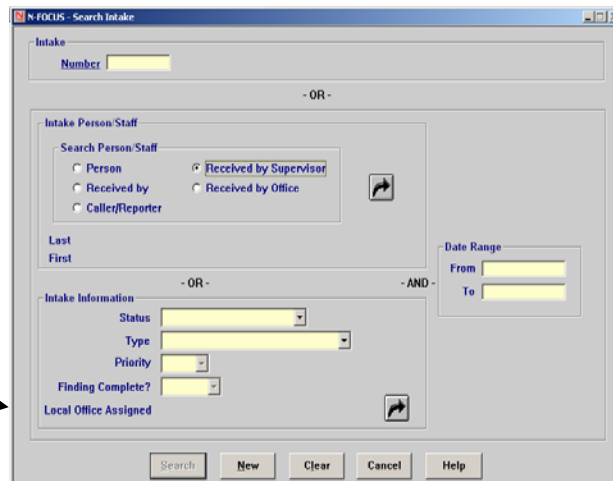 N-FOCUS - Search Intake
Intake
Number
- OR -
Intake Person/Staff
Search Person/Staff
Person
Received by Supervisor
Received by
Received by Office
Caller/Reporter
Last
First
Date Range
From
To
- OR -
- AND -
Intake Information
Status
Type
Priority
Finding Complete?
Local Office Assigned
Search New Clear Cancel Help